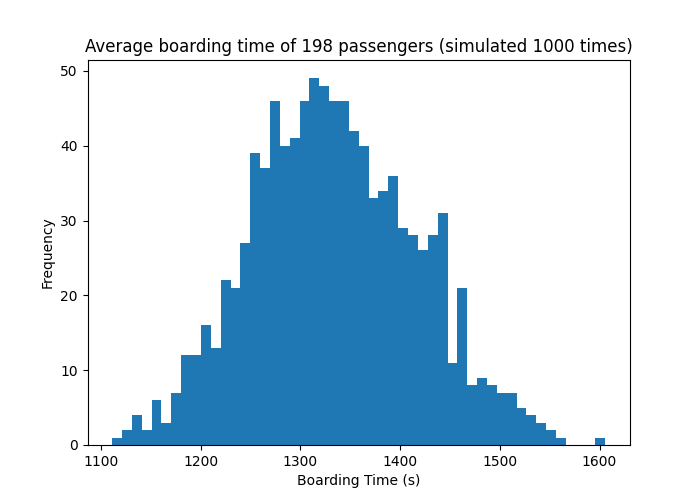 Average boarding time of 198 passengers (simulated 1000 times)
50
40
30
20
10
0
Frequency
1100 1200 1300 1400 1500 1600
Boarding Time (s)